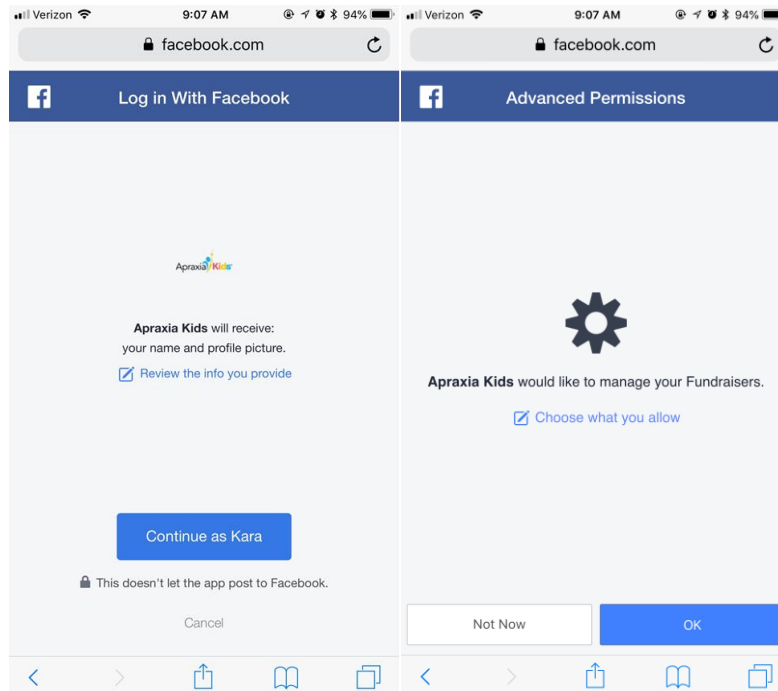 Verizon 9:07 AM 94%
facebook.com
f Log in With Facebook
Apraxia Kids
Apraxia Kids will receive:
your name and profile picture.
Review the info you provide
Continue as Kara
This doesn't let the app post to Facebook.
Cancel
Verizon 9:07 AM 94%
facebook.com
f Advanced Permissions
Apraxia Kids would like to manage your Fundraisers.
Choose what you allow
Not Now OK